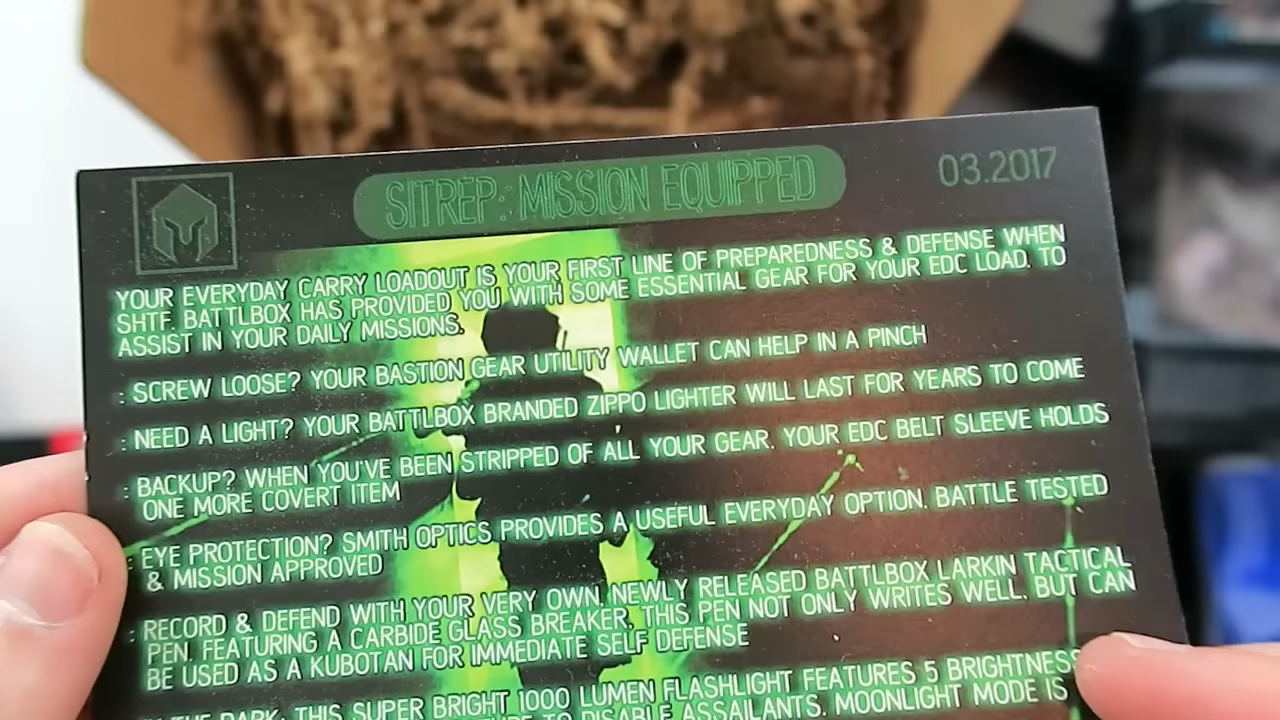 SITREP: MISSION EQUIPPED
03.2017
YOUR EVERYDAY CARRY LOADOUT IS YOUR FIRST LINE OF PREPAREDNESS & DEFENSE WHEN
SHTF. BATTLBOX HAS PROVIDED YOU WITH SOME ESSENTIAL GEAR FOR YOUR EDC LOAD. TO
ASSIST IN YOUR DAILY MISSIONS.
: SCREW LOOSE? YOUR BASTION GEAR UTILITY WALLET CAN HELP IN A PINCH
: NEED A LIGHT? YOUR BATTLBOX BRANDED ZIPPO LIGHTER WILL LAST FOR YEARS TO COME
: BACKUP? WHEN YOU'VE BEEN STRIPPED OF ALL YOUR GEAR. YOUR EDC BELT SLEEVE HOLDS
ONE MORE COVERT ITEM
: EYE PROTECTION? SMITH OPTICS PROVIDES A USEFUL EVERYDAY OPTION. BATTLE TESTED
& MISSION APPROVED
: RECORD & DEFEND WITH YOUR VERY OWN, NEWLY RELEASED BATTLBOX LARKIN TACTICAL
PEN. FEATURING A CARBIDE GLASS BREAKER, THIS PEN NOT ONLY WRITES WELL, BUT CAN
BE USED AS A KUBOTAN FOR IMMEDIATE SELF DEFENSE
THE DARK: THIS SUPER BRIGHT 1000 LUMEN FLASHLIGHT FEATURES 5 BRIGHTNESS
TO DISABLE ASSAILANTS. MOONLIGHT MODE IS